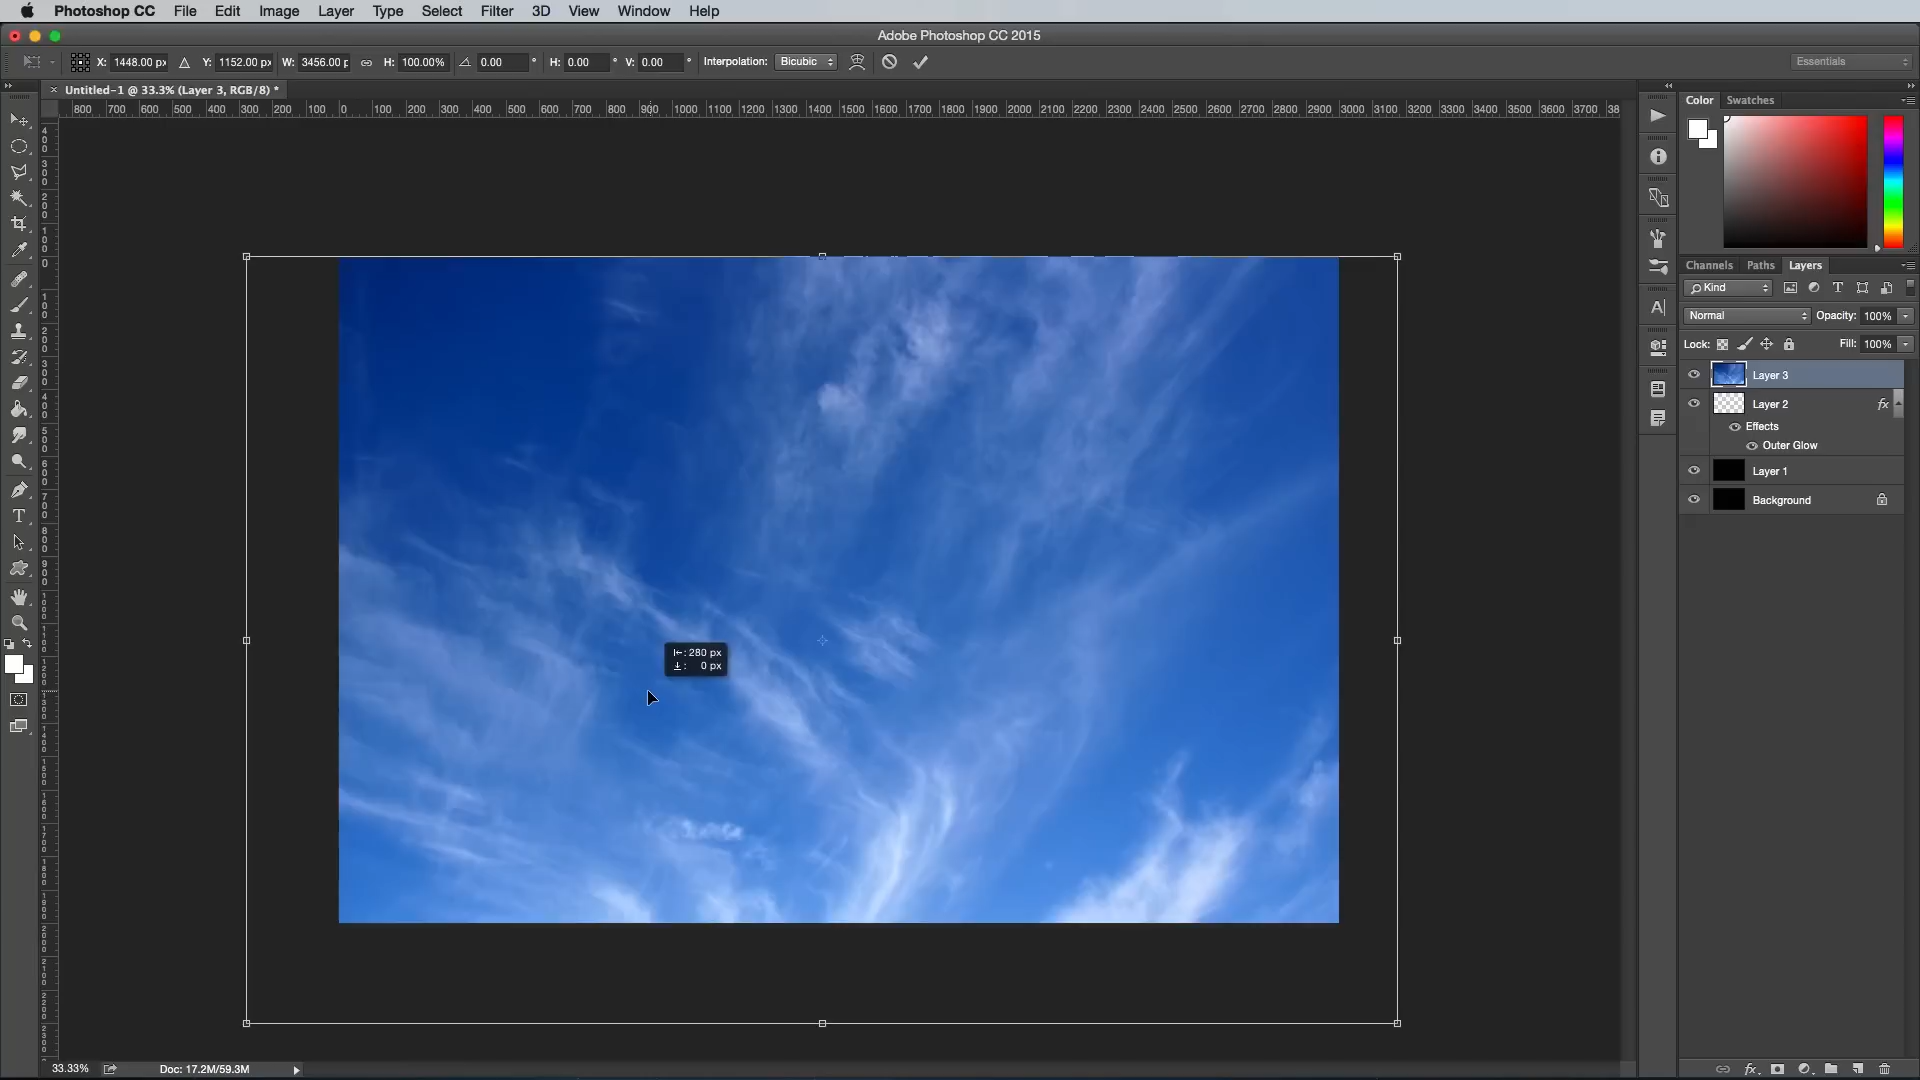 Photoshop CC File Edit Image Layer Type Select Filter 3D View Window Help
Adobe Photoshop CC 2015
X: 1448.00 px Y: 1152.00 px W: 3456.00 p H: 100.00% 0.00 ° H: 0.00 ° V: 0.00 ° Interpolation: Bicubic Essentials
× Untitled-1 @ 33.3% (Layer 3, RGB/8) *
800 700 600 500 400 300 200 100 0 100 200 300 400 500 600 700 800 900 1000 1100 1200 1300 1400 1500 1600 1700 1800 1900 2000 2100 2200 2300 2400 2500 2600 2700 2800 2900 3000 3100 3200 3300 3400 3500 3600 3700 38
Color Swatches
Channels Paths Layers
Kind T
Normal Opacity: 100%
Lock: Fill: 100%
Layer 3
Layer 2 fx
Effects
Outer Glow
Layer 1
Background
280 px
0 px
33.33% Doc: 17.2M/59.3M fx